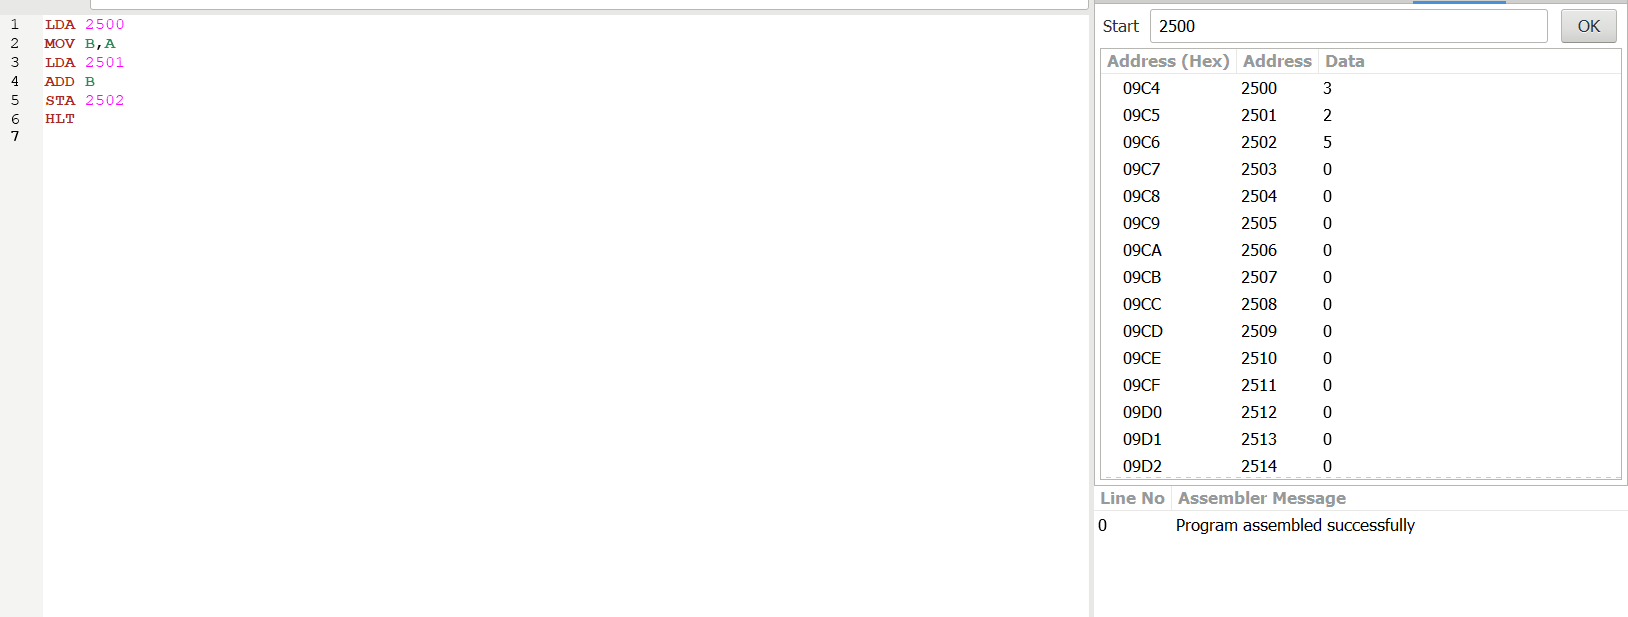 1 LDA 2500
2 MOV B,A
3 LDA 2501
4 ADD B
5 STA 2502
6 HLT
7
Start 2500 OK
Address (Hex) Address Data
09C4 2500 3
09C5 2501 2
09C6 2502 5
09C7 2503 0
09C8 2504 0
09C9 2505 0
09CA 2506 0
09CB 2507 0
09CC 2508 0
09CD 2509 0
09CE 2510 0
09CF 2511 0
09D0 2512 0
09D1 2513 0
09D2 2514 0
Line No Assembler Message
0 Program assembled successfully